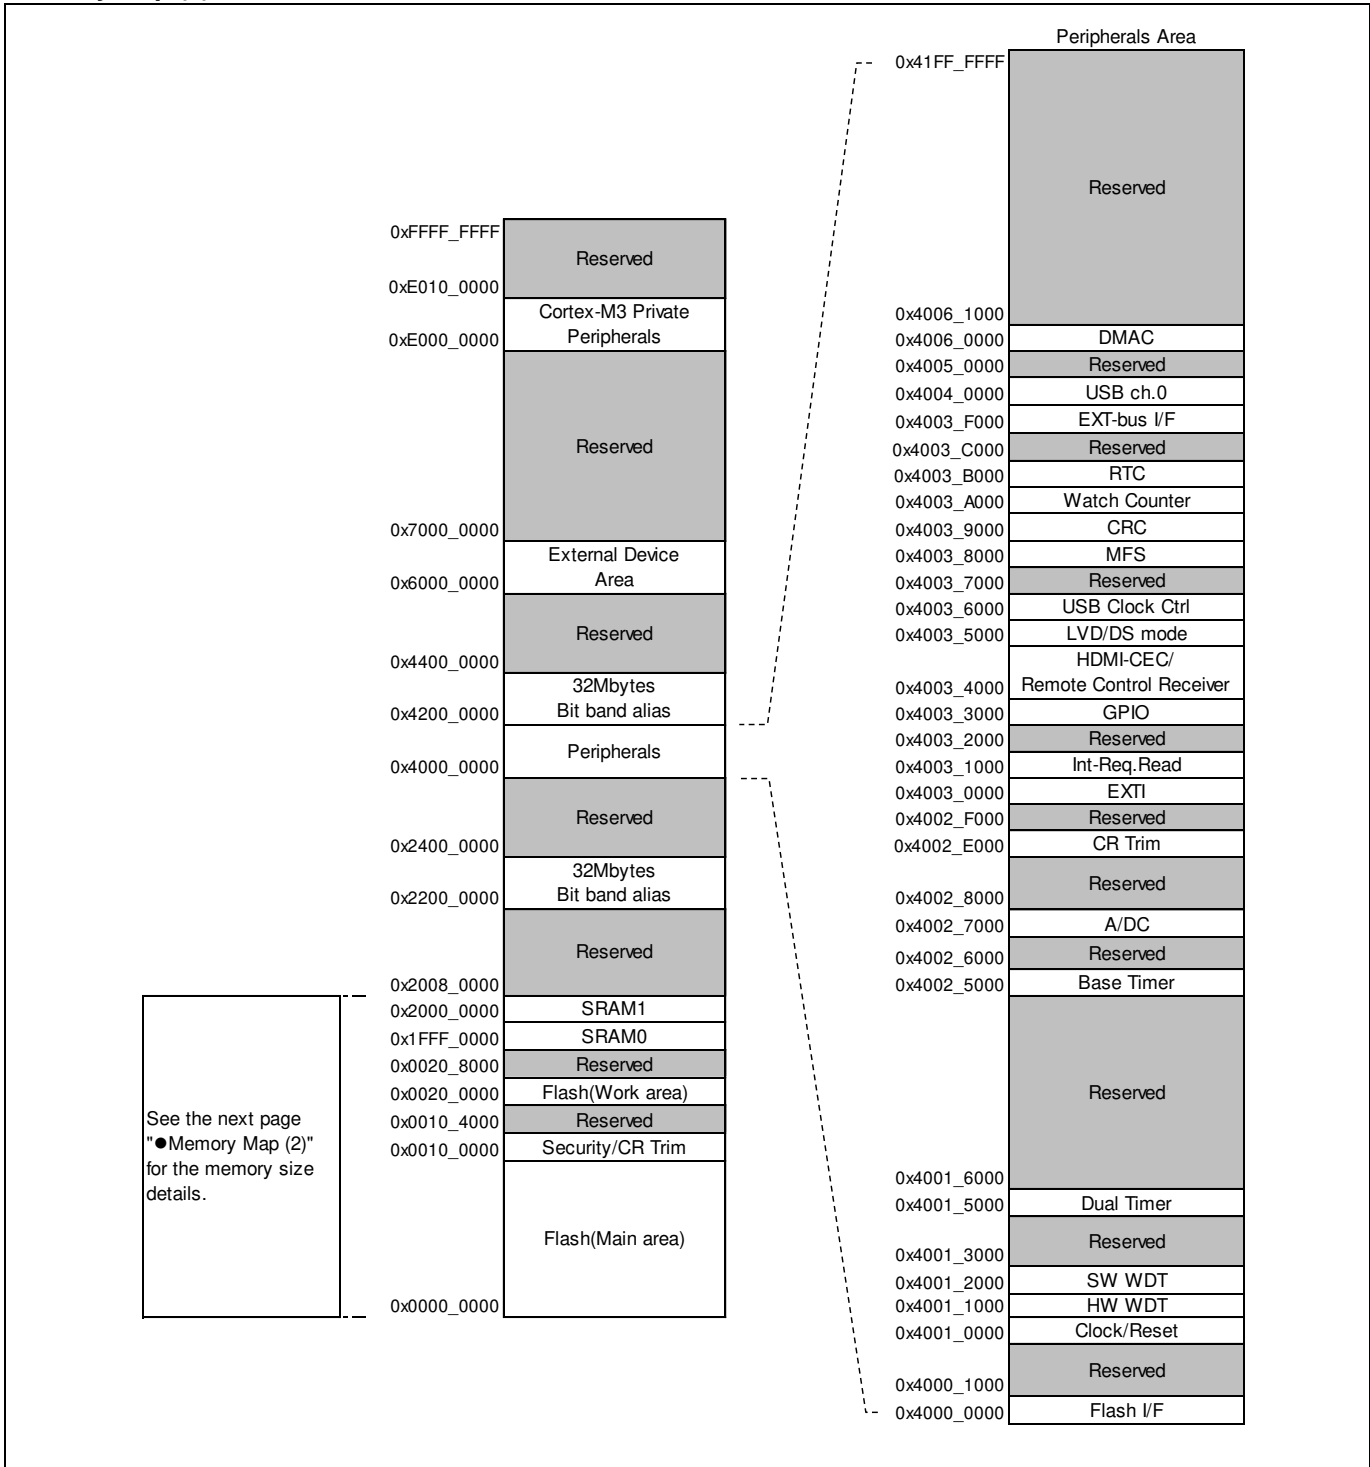 Peripherals Area
0x41FF_FFFF
Reserved
0x4006_1000
0x4006_0000 DMAC
0x4005_0000 Reserved
0x4004_0000 USB ch.0
0x4003_F000 EXT-bus I/F
0x4003_C000 Reserved
0x4003_B000 RTC
0x4003_A000 Watch Counter
0x4003_9000 CRC
0x4003_8000 MFS
0x4003_7000 Reserved
0x4003_6000 USB Clock Ctrl
0x4003_5000 LVD/DS mode
HDMI-CEC/
0x4003_4000 Remote Control Receiver
0x4003_3000 GPIO
0x4003_2000 Reserved
0x4003_1000 Int-Req.Read
0x4003_0000 EXTI
0x4002_F000 Reserved
0x4002_E000 CR Trim
Reserved
0x4002_8000
0x4002_7000 A/DC
0x4002_6000 Reserved
0x4002_5000 Base Timer
Reserved
0x4001_6000
0x4001_5000 Dual Timer
Reserved
0x4001_3000
0x4001_2000 SW WDT
0x4001_1000 HW WDT
0x4001_0000 Clock/Reset
Reserved
0x4000_1000
0x4000_0000 Flash I/F
0xFFFF_FFFF
Reserved
0xE010_0000
Cortex-M3 Private
0xE000_0000 Peripherals
Reserved
0x7000_0000
External Device
0x6000_0000 Area
Reserved
0x4400_0000
32Mbytes
0x4200_0000 Bit band alias
Peripherals
0x4000_0000
Reserved
0x2400_0000
32Mbytes
0x2200_0000 Bit band alias
Reserved
0x2008_0000
0x2000_0000 SRAM1
0x1FFF_0000 SRAM0
0x0020_8000 Reserved
0x0020_0000 Flash(Work area)
0x0010_4000 Reserved
0x0010_0000 Security/CR Trim
Flash(Main area)
0x0000_0000
See the next page
"●Memory Map (2)"
for the memory size
details.